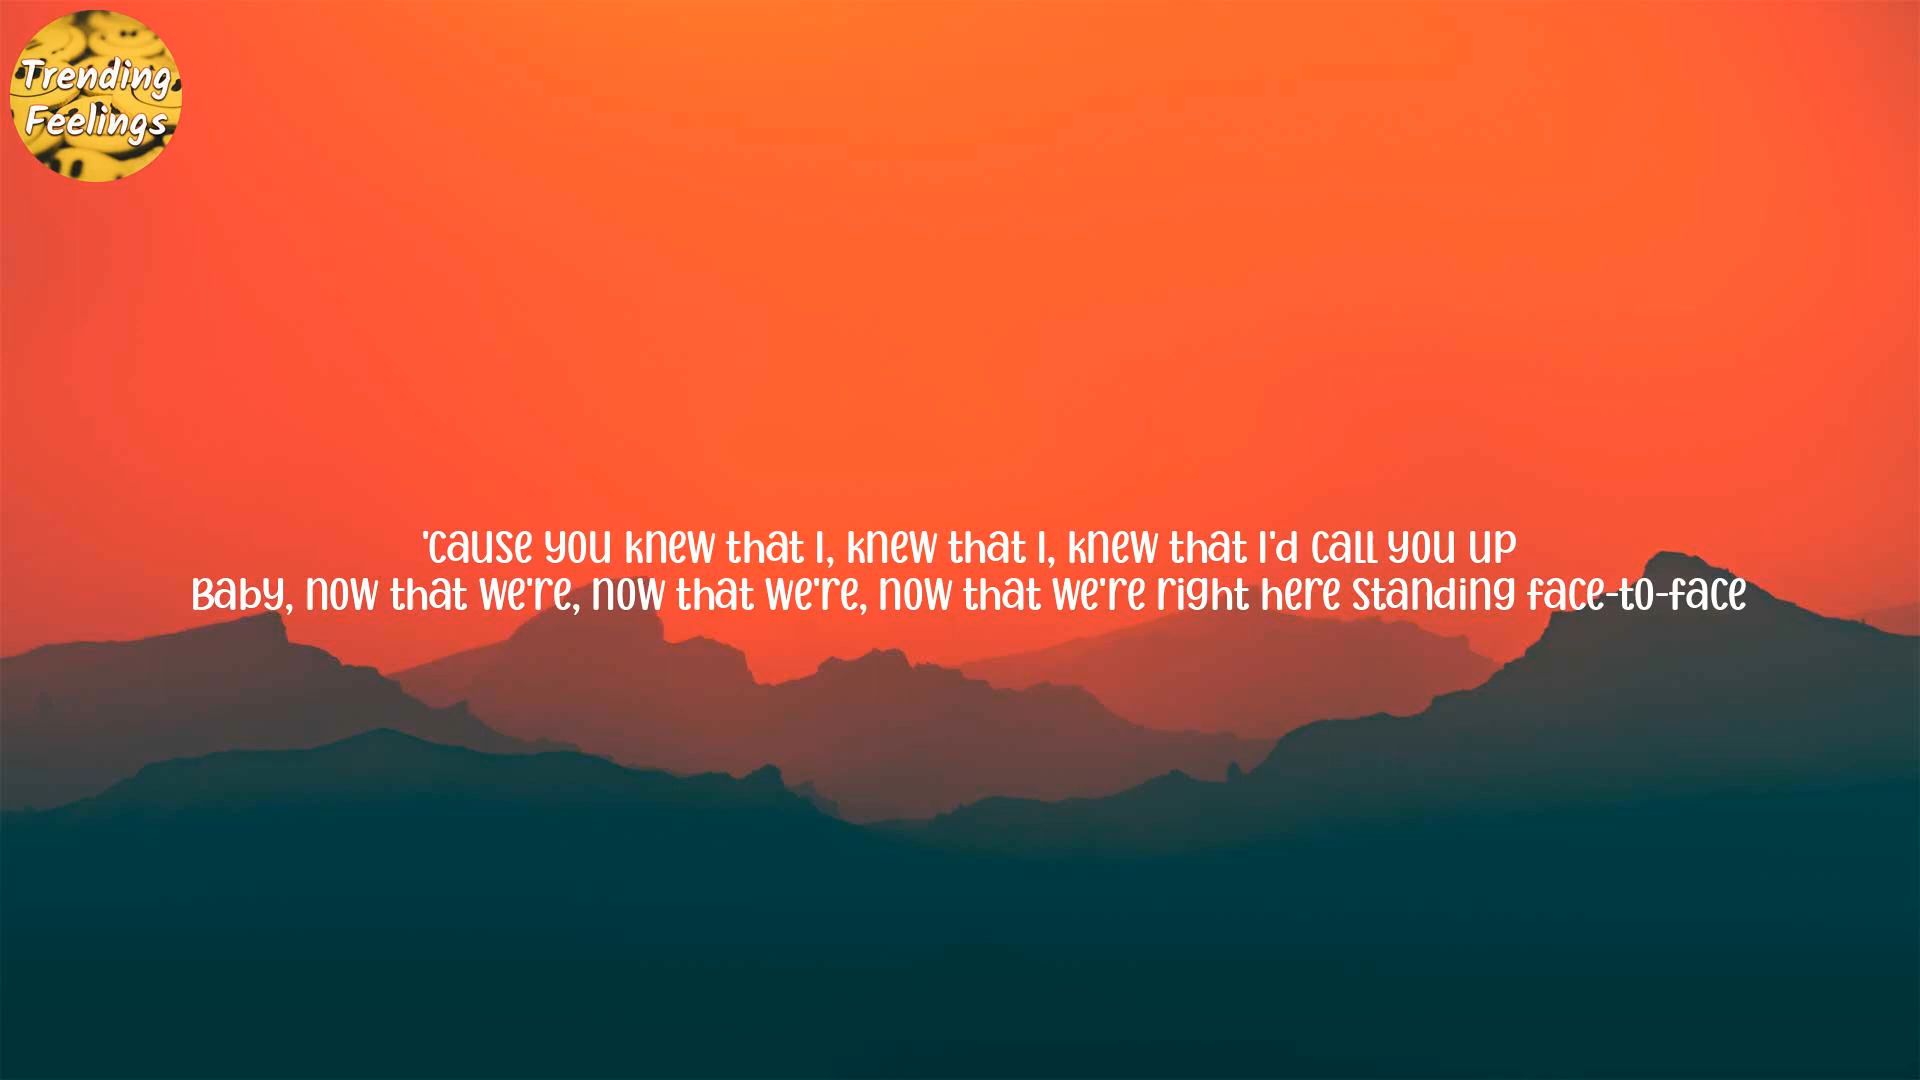 Trending
Feelings
'cause you knew that I, knew that I, knew that I'd call you up
Baby, now that we're, now that we're, now that we're right here standing face-to-face